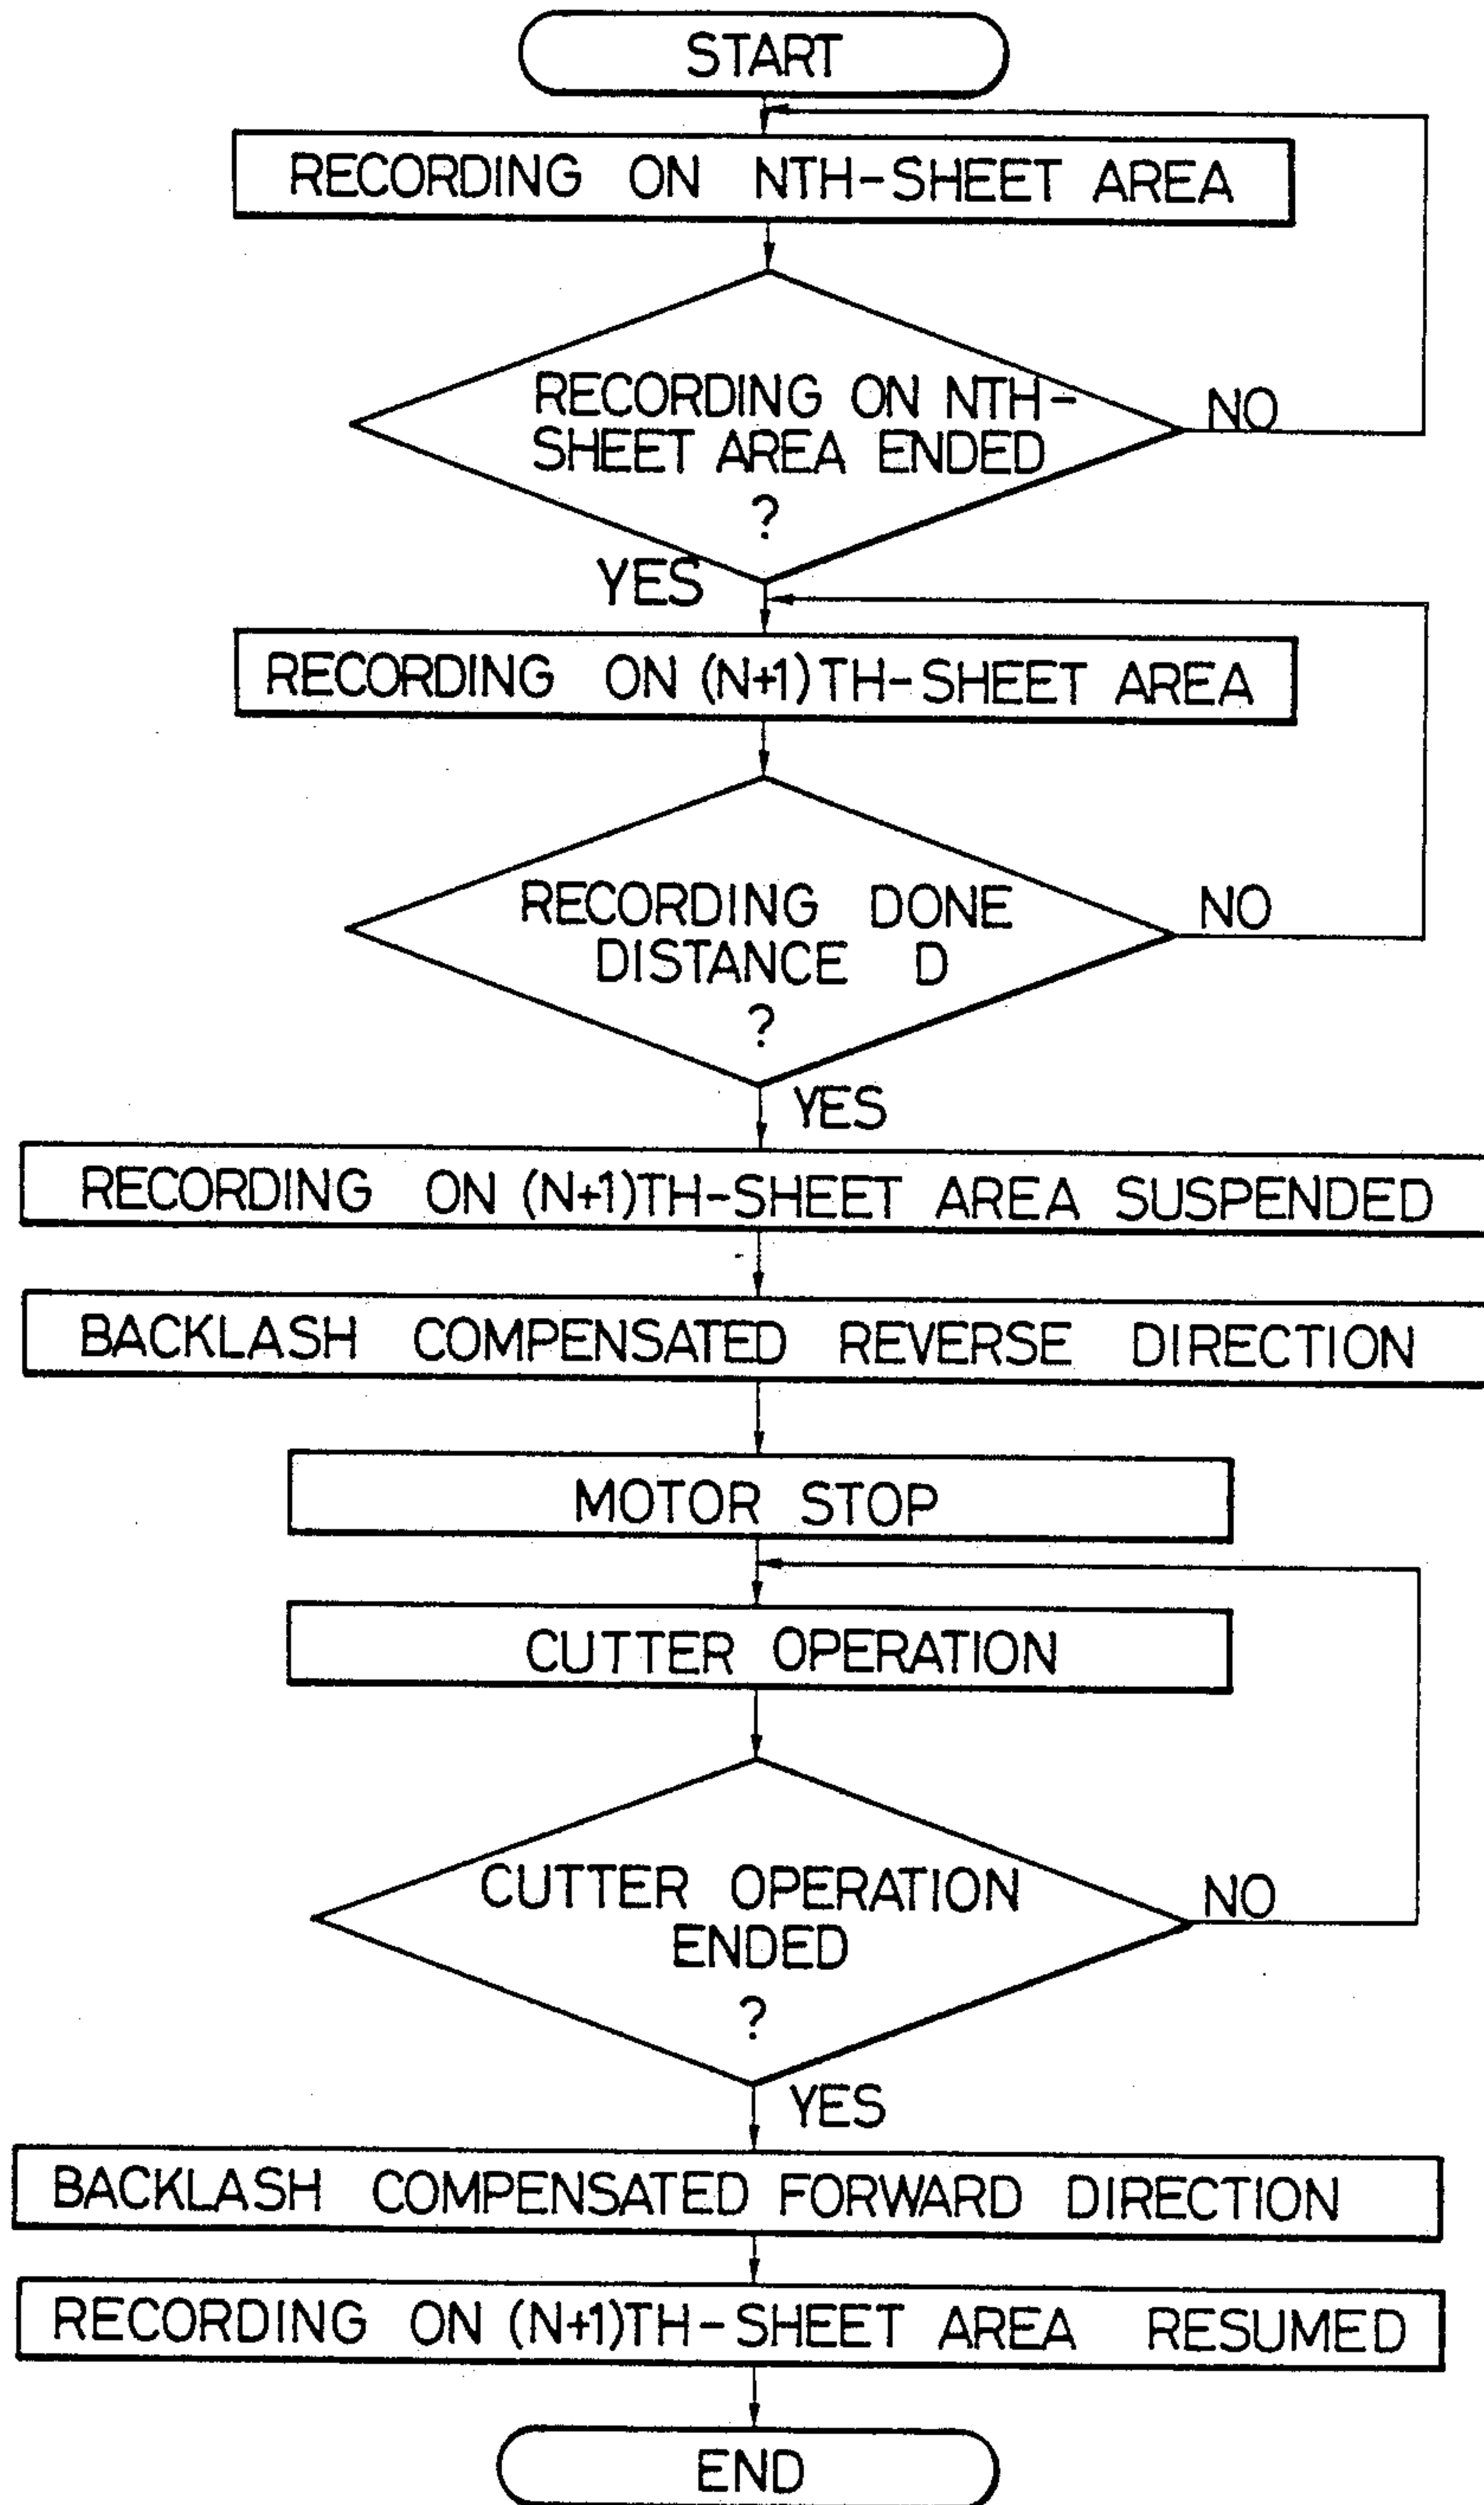 START
RECORDING ON NTH-SHEET AREA
RECORDING ON NTH-
SHEET AREA ENDED
?
NO
YES
RECORDING ON (N+1)TH-SHEET AREA
RECORDING DONE
DISTANCE D
?
NO
YES
RECORDING ON (N+1)TH-SHEET AREA SUSPENDED
BACKLASH COMPENSATED REVERSE DIRECTION
MOTOR STOP
CUTTER OPERATION
CUTTER OPERATION
ENDED
?
NO
YES
BACKLASH COMPENSATED FORWARD DIRECTION
RECORDING ON (N+1)TH-SHEET AREA RESUMED
END